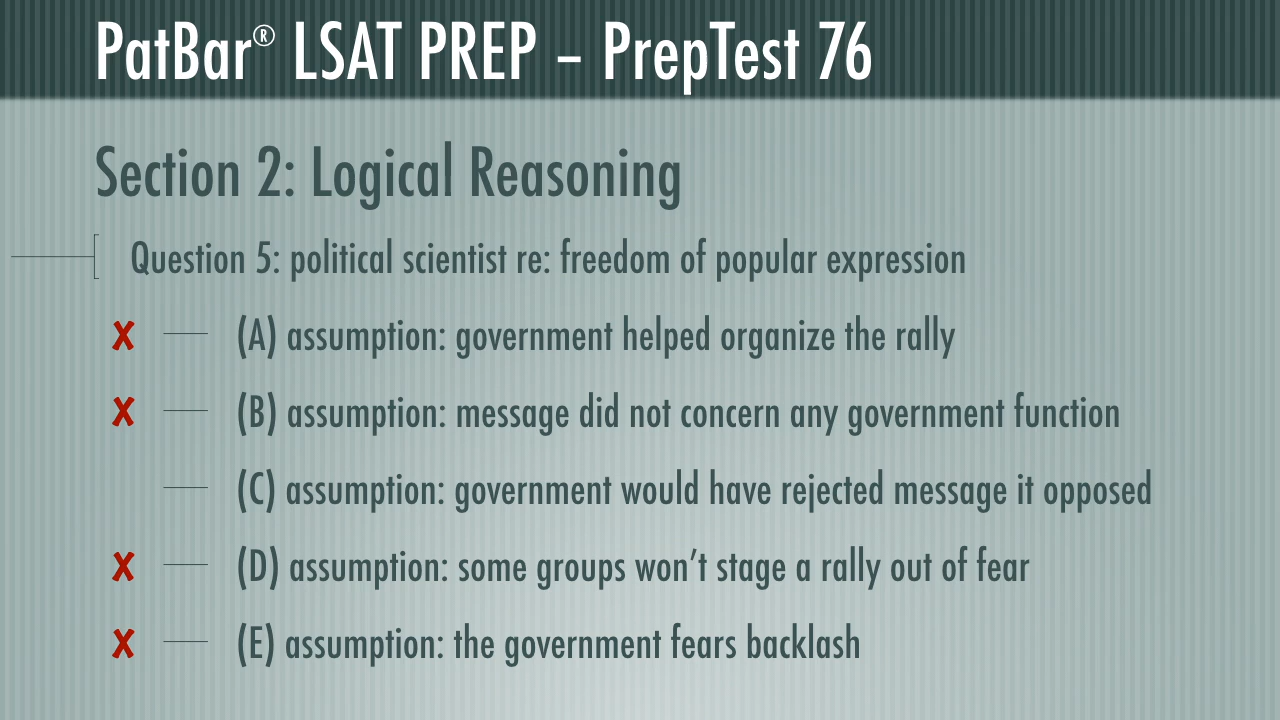 PatBar® LSAT PREP – PrepTest 76
Section 2: Logical Reasoning
Question 5: political scientist re: freedom of popular expression
✘ (A) assumption: government helped organize the rally
✘ (B) assumption: message did not concern any government function
(C) assumption: government would have rejected message it opposed
✘ (D) assumption: some groups won’t stage a rally out of fear
✘ (E) assumption: the government fears backlash